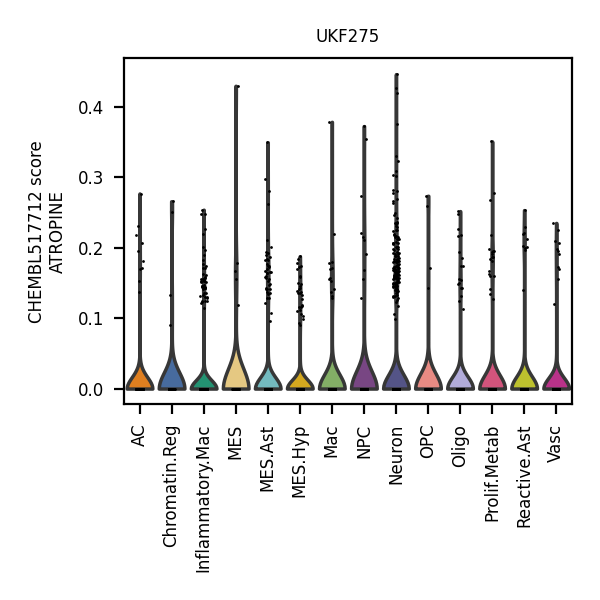 UKF275
CHEMBL517712 score
ATROPINE
0.4
0.3
0.2
0.1
0.0
AC
Chromatin.Reg
Inflammatory.Mac
MES
MES.Ast
MES.Hyp
Mac
NPC
Neuron
OPC
Oligo
Prolif.Metab
Reactive.Ast
Vasc